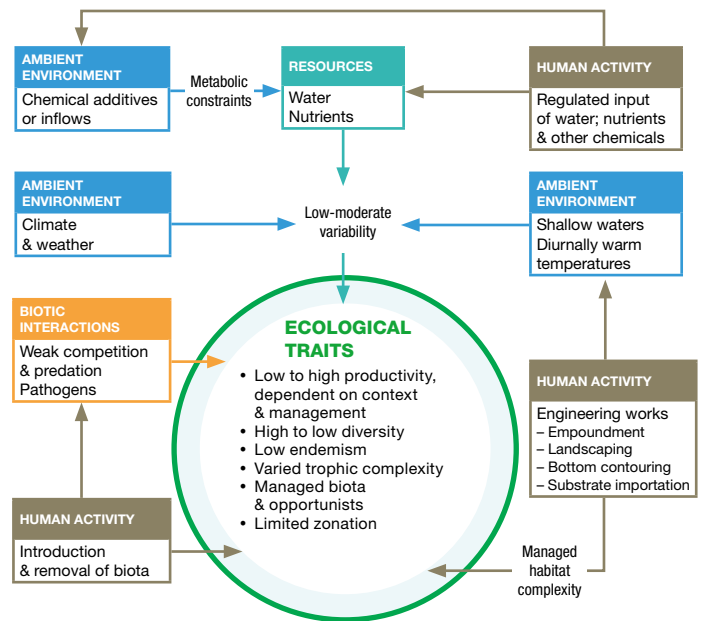 AMBIENT
ENVIRONMENT
Chemical additives
or inflows
Metabolic
constraints
RESOURCES
Water
Nutrients
HUMAN ACTIVITY
Regulated input
of water; nutrients
& other chemicals
AMBIENT
ENVIRONMENT
Climate
& weather
Low-moderate
variability
AMBIENT
ENVIRONMENT
Shallow waters
Diurnally warm
temperatures
BIOTIC
INTERACTIONS
Weak competition
& predation
Pathogens
ECOLOGICAL
TRAITS
• Low to high productivity,
dependent on context
& management
• High to low diversity
• Low endemism
• Varied trophic complexity
• Managed biota
& opportunists
• Limited zonation
HUMAN ACTIVITY
Engineering works
– Empoundment
– Landscaping
– Bottom contouring
– Substrate importation
HUMAN ACTIVITY
Introduction
& removal of biota
Managed
habitat
complexity